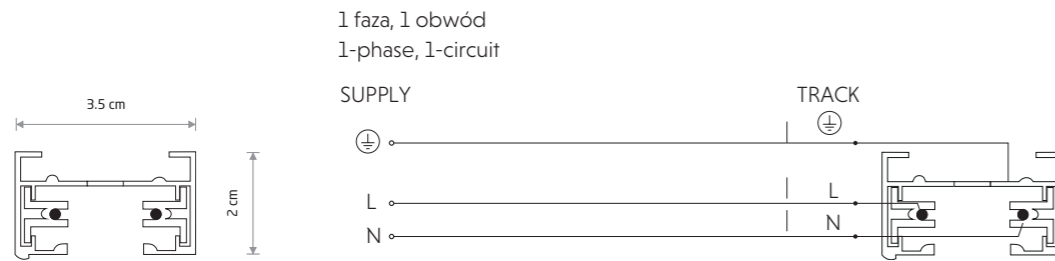 1 faza, 1 obwód
1-phase, 1-circuit
SUPPLY
TRACK
3.5 cm
2 cm
L
L
N
N